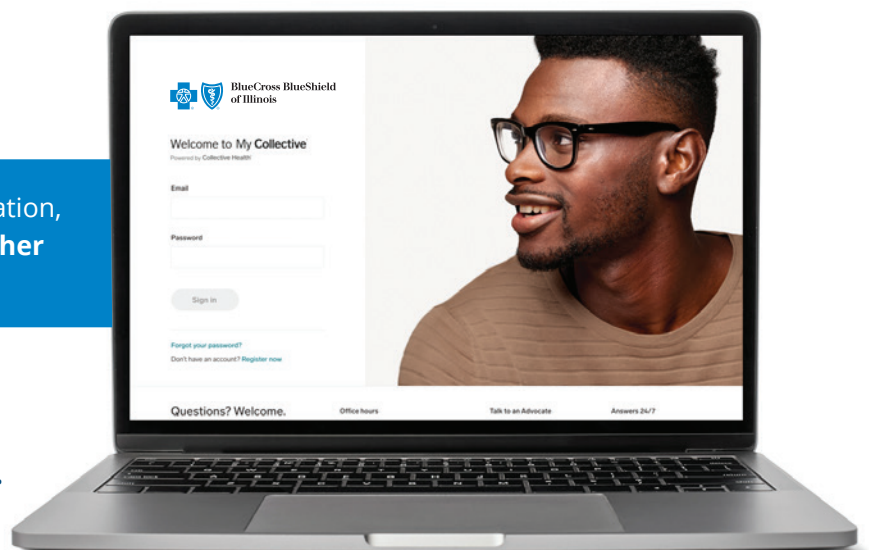 BlueCross BlueShield
of Illinois
Welcome to My Collective
Powered by Collective Health
Email
Password
Sign in
Forgot your password?
Don't have an account? Register now
Questions? Welcome.
Office hours
Talk to an Advocate
Answers 24/7
ation,
her
.